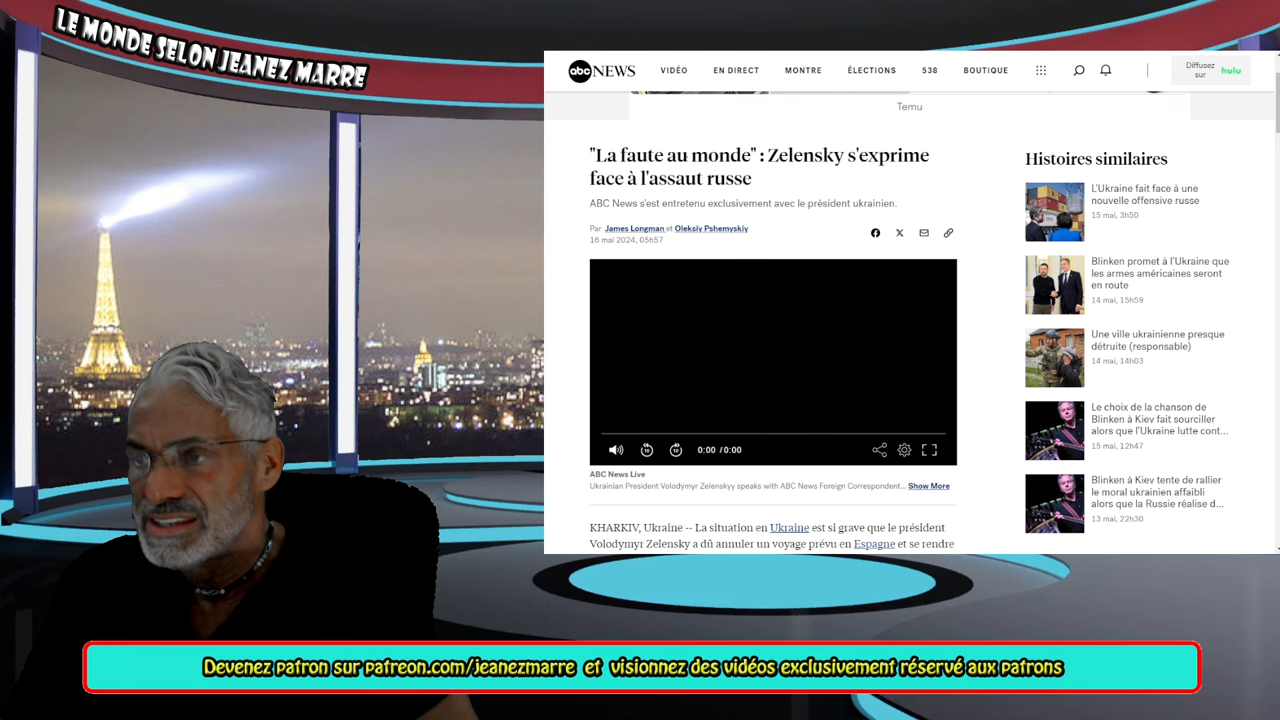 LE MONDE SELON JEANEZ MARRE
abc NEWS
VIDÉO
EN DIRECT
MONTRE
ÉLECTIONS
538
BOUTIQUE
Diffusez
sur
hulu
Temu
"La faute au monde" : Zelensky s'exprime
face à l'assaut russe
ABC News s'est entretenu exclusivement avec le président ukrainien.
Par James Longman et Oleksiy Pshemyskiy
16 mai 2024, 05h57
10
10
0:00 / 0:00
ABC News Live
Ukrainian President Volodymyr Zelenskyy speaks with ABC News Foreign Correspondent... Show More
KHARKIV, Ukraine -- La situation en Ukraine est si grave que le président
Volodymyr Zelensky a dû annuler un voyage prévu en Espagne et se rendre
Histoires similaires
L'Ukraine fait face à une
nouvelle offensive russe
15 mai, 3h50
Blinken promet à l'Ukraine que
les armes américaines seront
en route
14 mai, 15h59
Une ville ukrainienne presque
détruite (responsable)
14 mai, 14h03
Le choix de la chanson de
Blinken à Kiev fait sourciller
alors que l'Ukraine lutte cont...
15 mai, 12h47
Blinken à Kiev tente de rallier
le moral ukrainien affaibli
alors que la Russie réalise d...
13 mai, 22h30
Devenez patron sur patreon.com/jeanezmarre et visionnez des vidéos exclusivement réservé aux patrons